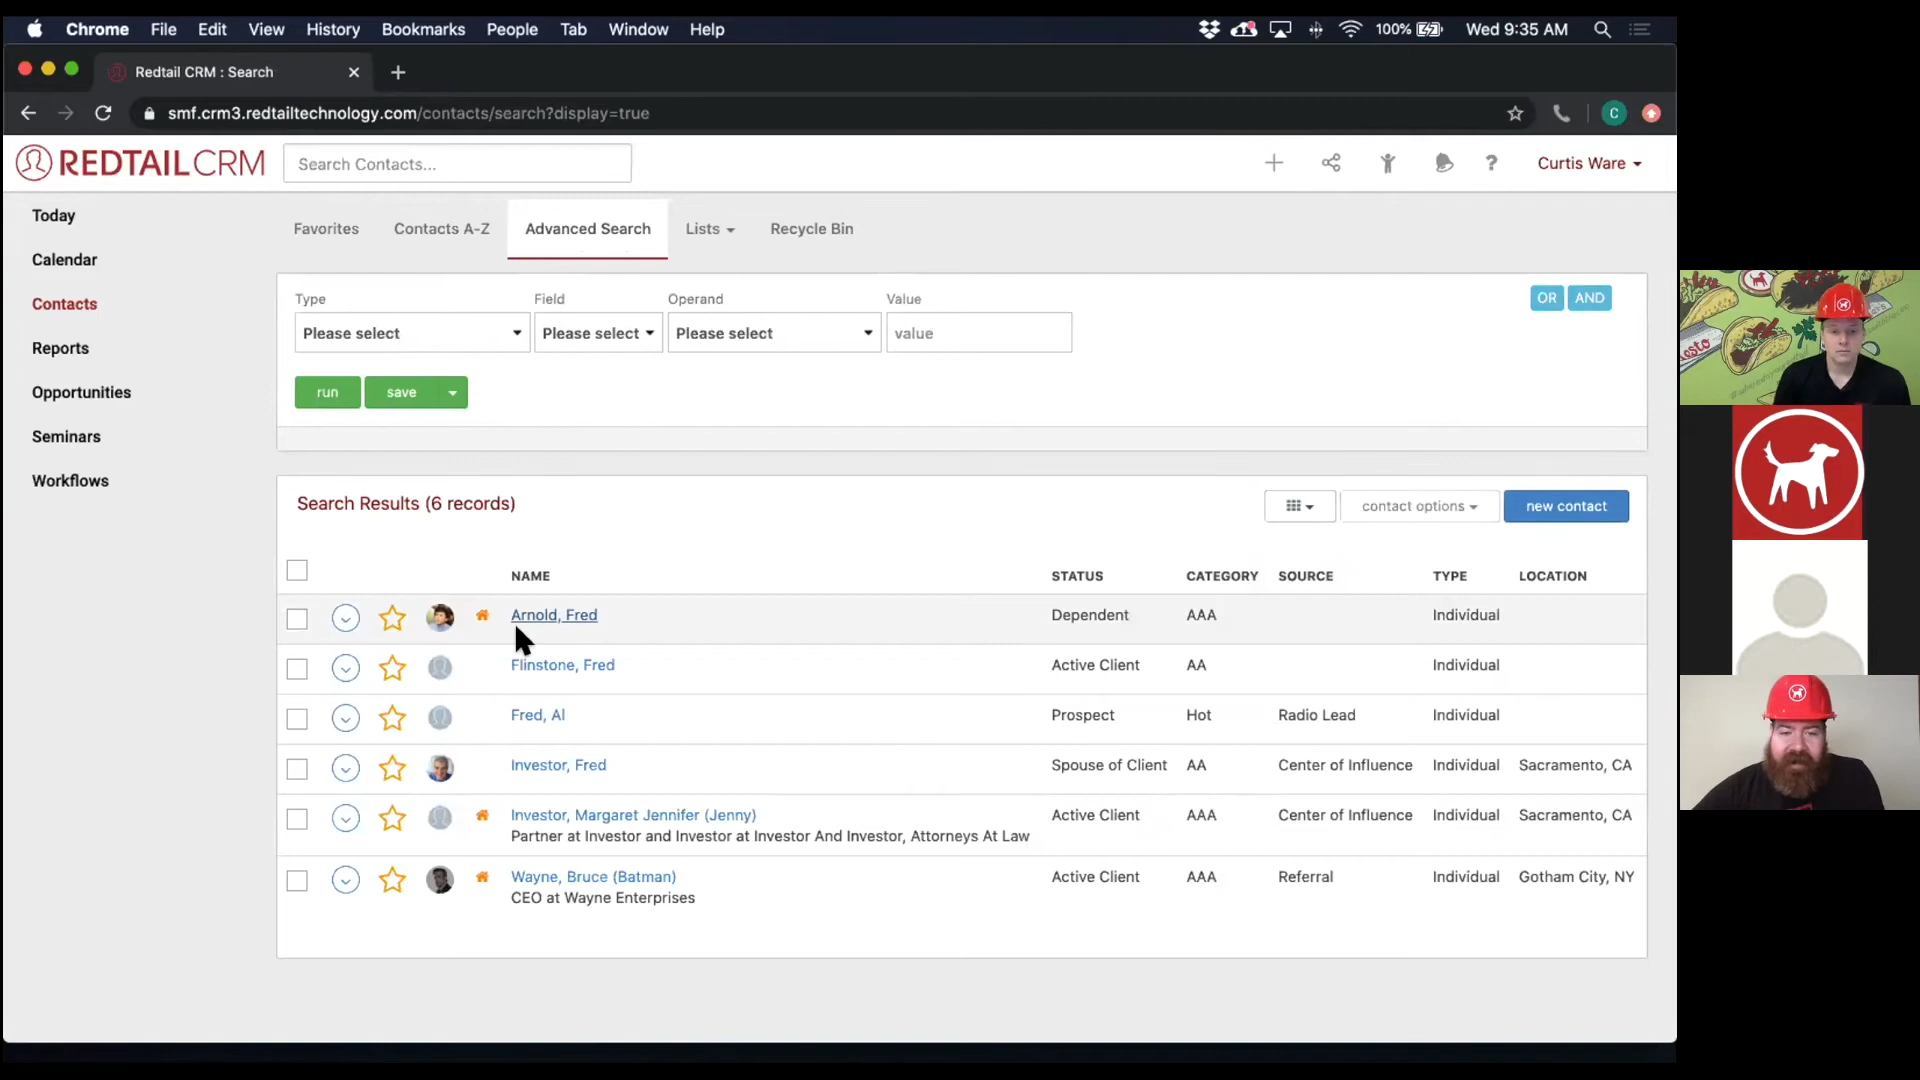 Chrome File Edit View History Bookmarks People Tab Window Help 100% Wed 9:35 AM
Redtail CRM : Search
smf.crm3.redtailtechnology.com/contacts/search?display=true C
REDTAIL CRM Search Contacts... ? Curtis Ware
Today
Calendar
Contacts
Reports
Opportunities
Seminars
Workflows
Favorites Contacts A-Z Advanced Search Lists Recycle Bin
Type Field Operand Value OR AND
Please select Please select Please select value
run save
Search Results (6 records) contact options new contact
NAME STATUS CATEGORY SOURCE TYPE LOCATION
Arnold, Fred Dependent AAA Individual
Flinstone, Fred Active Client AA Individual
Fred, Al Prospect Hot Radio Lead Individual
Investor, Fred Spouse of Client AA Center of Influence Individual Sacramento, CA
Investor, Margaret Jennifer (Jenny) Active Client AAA Center of Influence Individual Sacramento, CA
Partner at Investor and Investor at Investor And Investor, Attorneys At Law
Wayne, Bruce (Batman) Active Client AAA Referral Individual Gotham City, NY
CEO at Wayne Enterprises